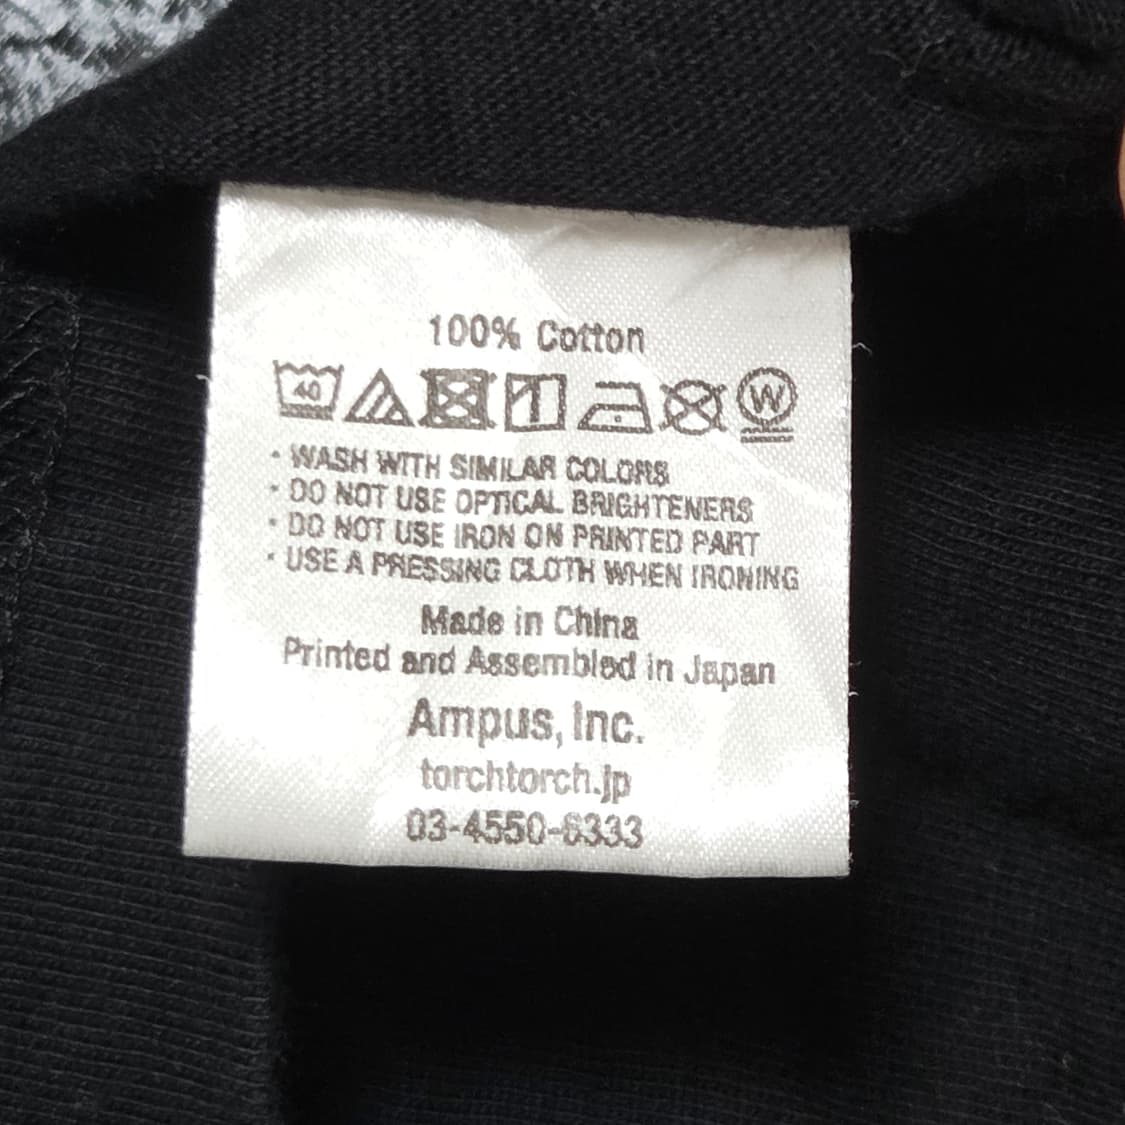 100% Cotton
40 W
· WASH WITH SIMILAR COLORS
· DO NOT USE OPTICAL BRIGHTENERS
· DO NOT USE IRON ON PRINTED PART
· USE A PRESSING CLOTH WHEN IRONING
Made in China
Printed and Assembled in Japan
Ampus, Inc.
torchtorch.jp
03-4550-6333